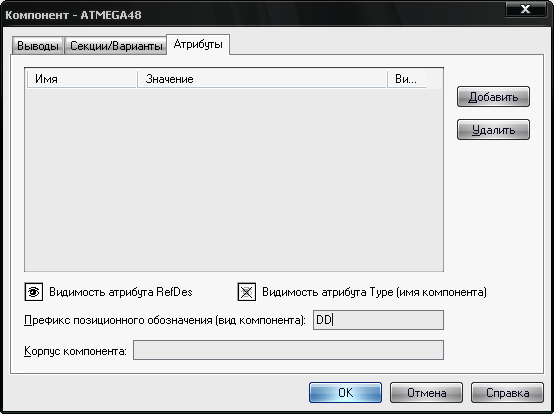 Компонент - ATMEGA48
Выводы Секции/Варианты Атрибуты
Имя Значение Ви...
Добавить
Удалить
Видимость атрибута RefDes Видимость атрибута Type (имя компонента)
Префикс позиционного обозначения (вид компонента): DD
Корпус компонента:
OK Отмена Справка